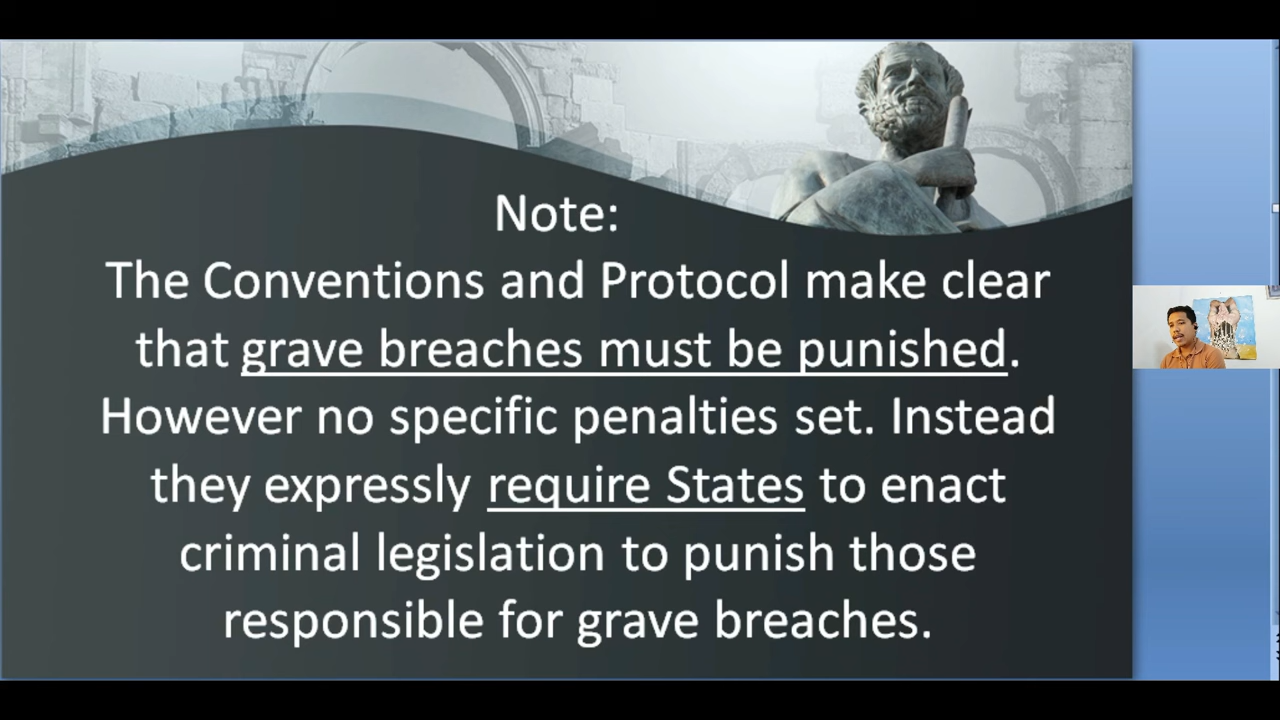 Note:
The Conventions and Protocol make clear
that grave breaches must be punished.
However no specific penalties set. Instead
they expressly require States to enact
criminal legislation to punish those
responsible for grave breaches.